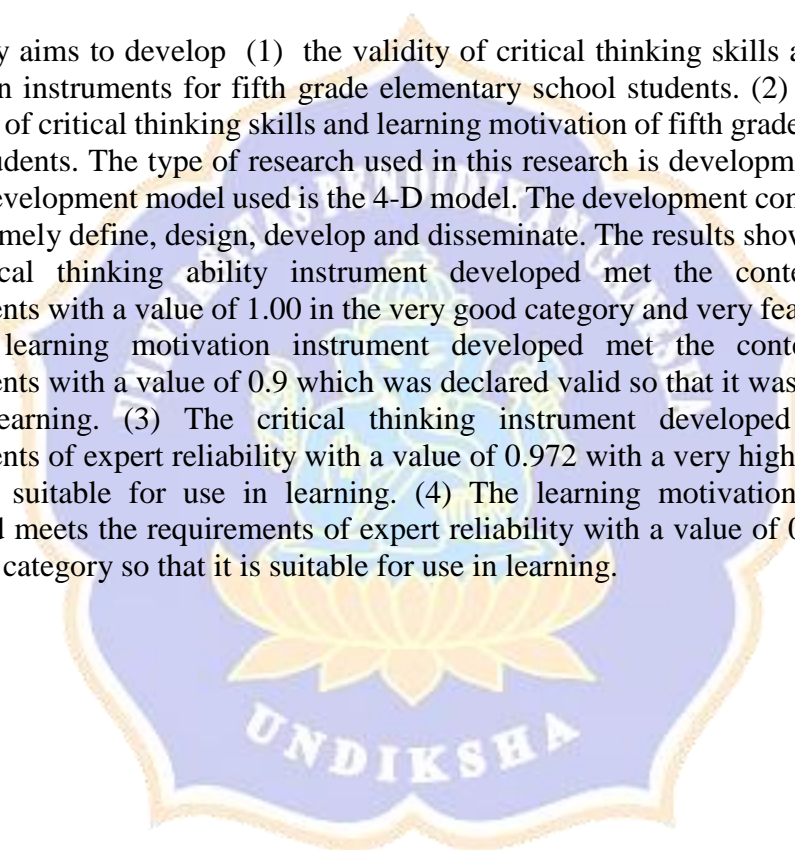 y aims to develop (1) the validity of critical thinking skills a
n instruments for fifth grade elementary school students. (2)
of critical thinking skills and learning motivation of fifth grade
udents. The type of research used in this research is developm
evelopment model used is the 4-D model. The development con
mely define, design, develop and disseminate. The results show
ical thinking ability instrument developed met the conte
ents with a value of 1.00 in the very good category and very fea
learning motivation instrument developed met the conte
ents with a value of 0.9 which was declared valid so that it was
earning. (3) The critical thinking instrument developed
ents of expert reliability with a value of 0.972 with a very high
suitable for use in learning. (4) The learning motivation
d meets the requirements of expert reliability with a value of 0
category so that it is suitable for use in learning.
UNIVERSITAS PENDIDIKAN GANESHA
UNDIKSHA